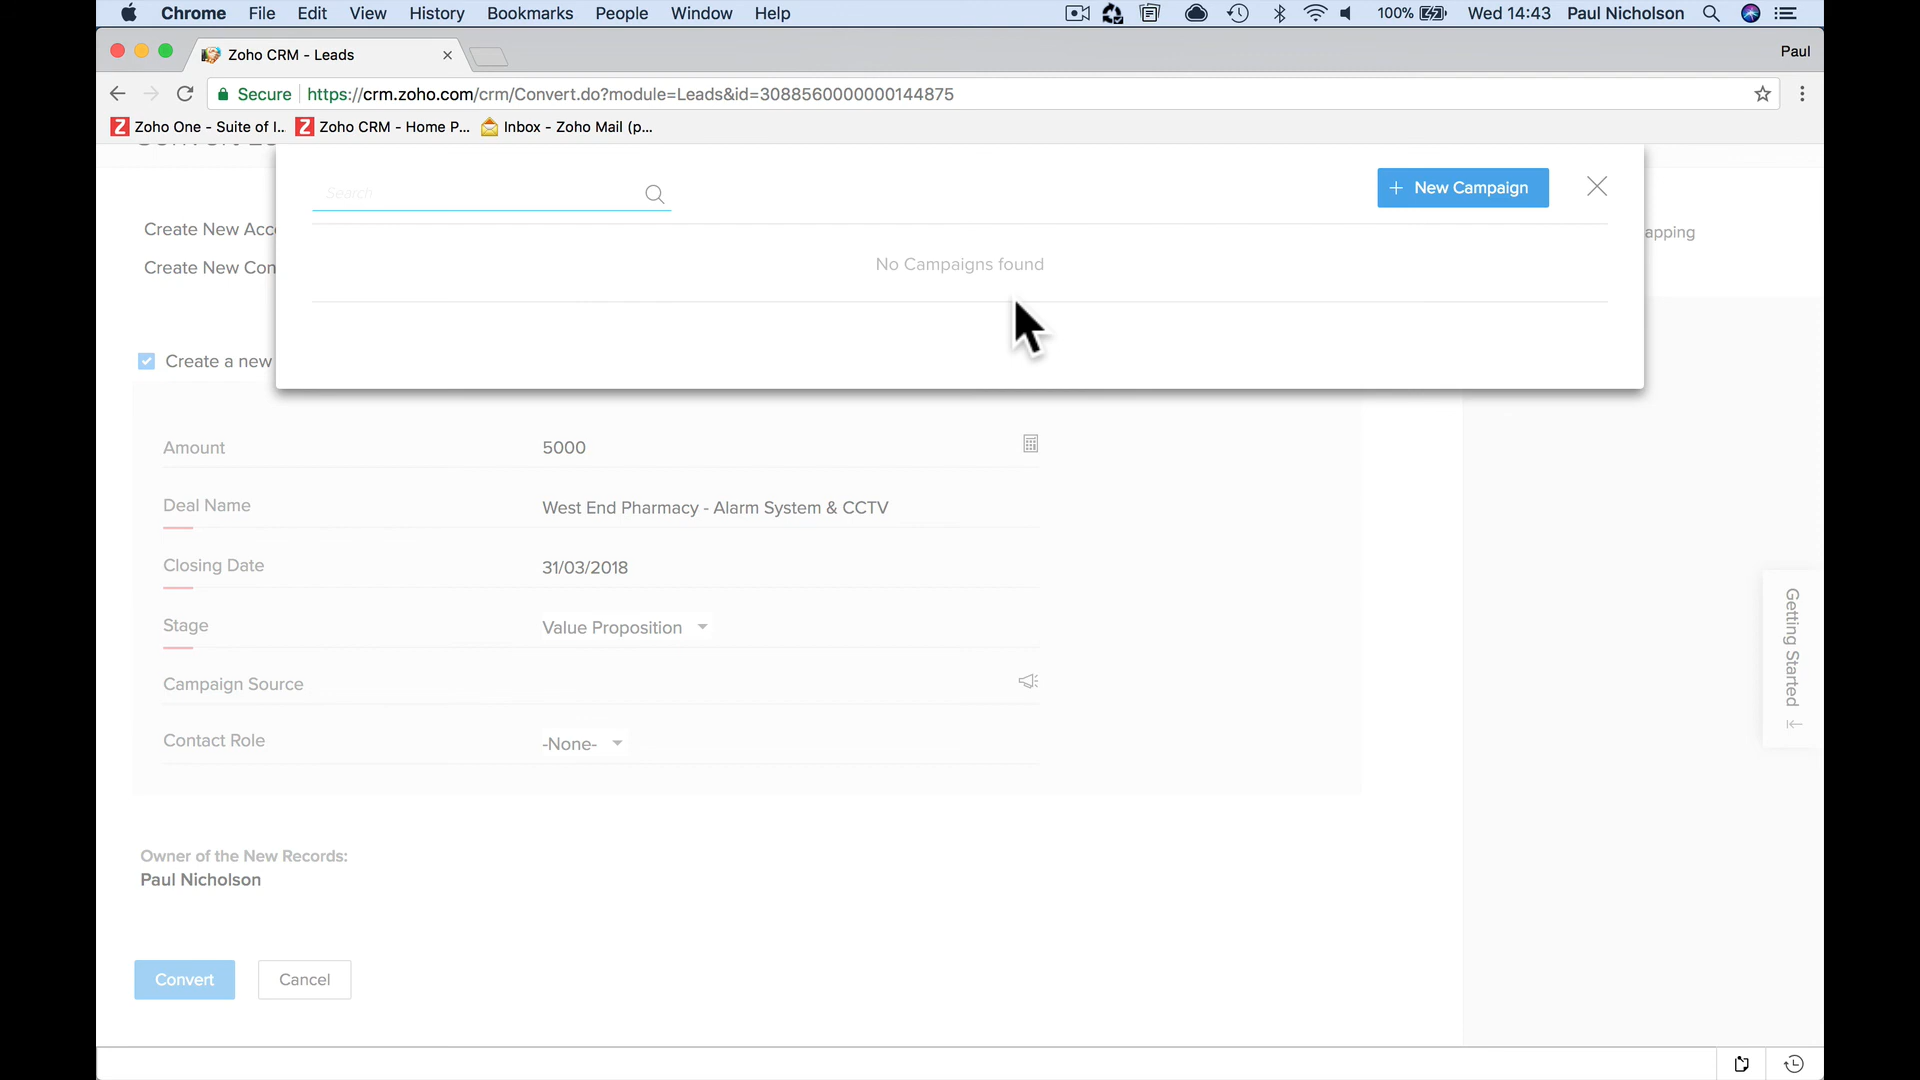 Chrome File Edit View History Bookmarks People Window Help 100% Wed 14:43 Paul Nicholson
Zoho CRM - Leads Paul
Secure https://crm.zoho.com/crm/Convert.do?module=Leads&id=3088560000000144875
Zoho One - Suite of I... Zoho CRM - Home P... Inbox - Zoho Mail (p...
Search
+ New Campaign
Create New Acc
apping
No Campaigns found
Create New Con
Create a new
Amount 5000
Deal Name West End Pharmacy - Alarm System & CCTV
Closing Date 31/03/2018
Stage Value Proposition
Campaign Source
Contact Role -None-
Getting Started
Owner of the New Records:
Paul Nicholson
Convert Cancel